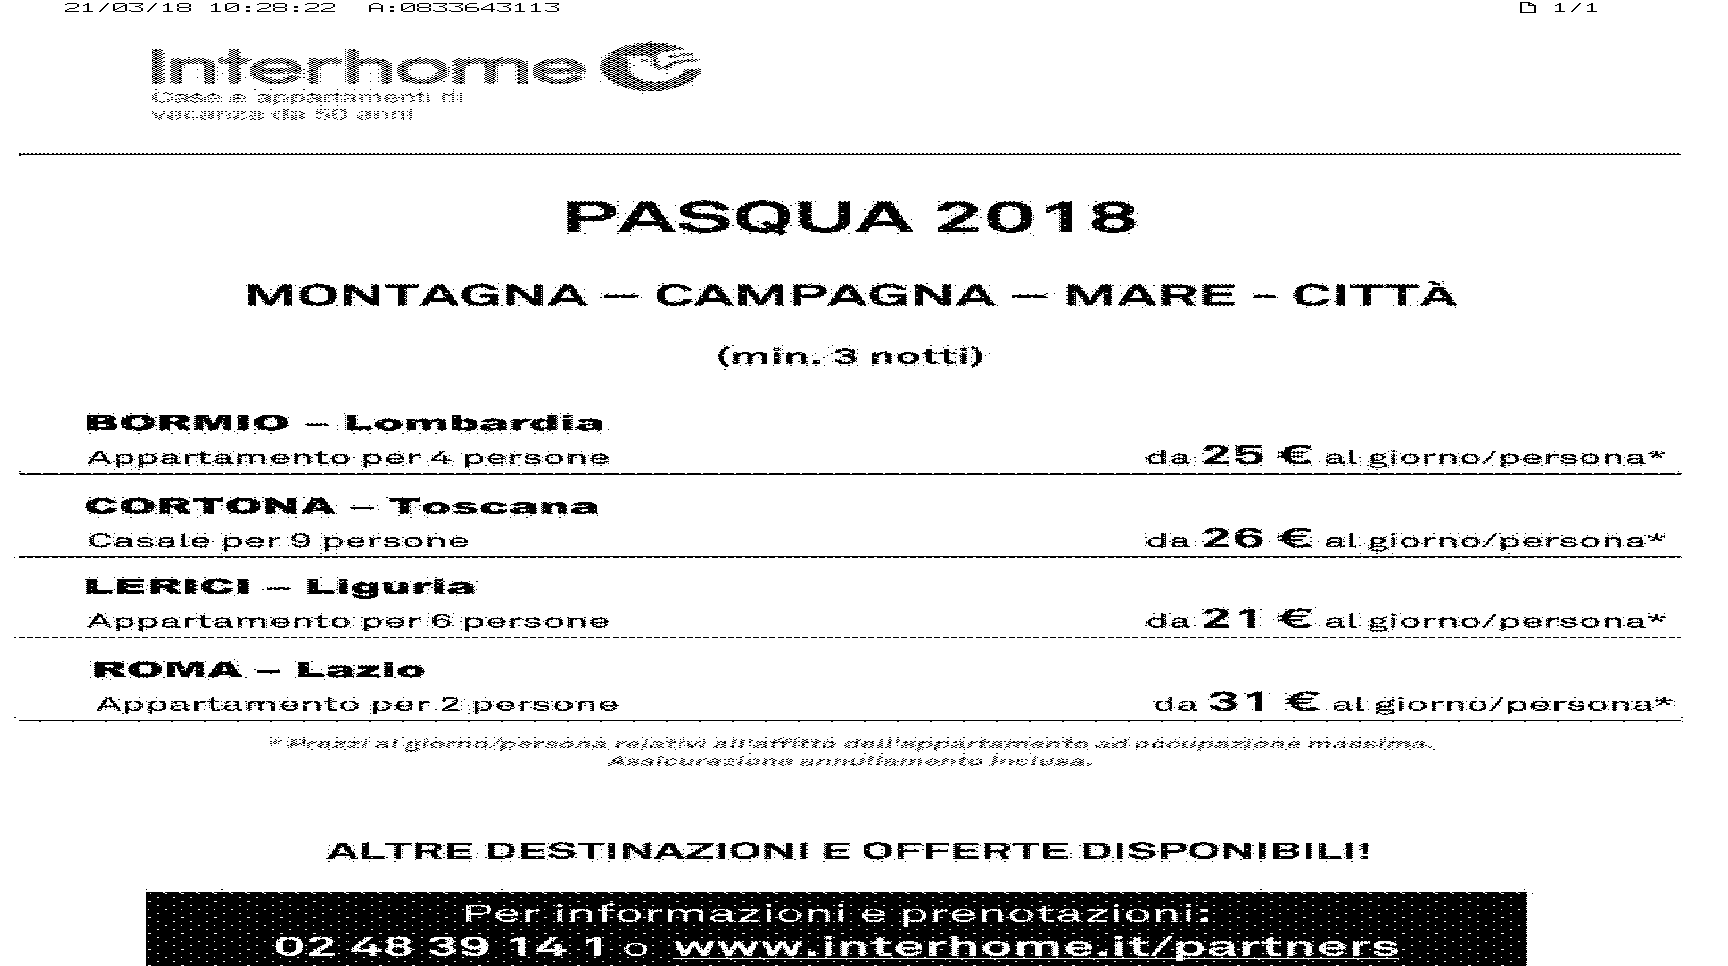 21/03/18 10:28:22 A:0833643113 1/1
Interhome
Case e appartamenti di
vacanza da 50 anni
PASQUA 2018
MONTAGNA – CAMPAGNA – MARE - CITTÀ
(min. 3 notti)
BORMIO – Lombardia
Appartamento per 4 persone da 25 € al giorno/persona*
CORTONA – Toscana
Casale per 9 persone da 26 € al giorno/persona*
LERICI – Liguria
Appartamento per 6 persone da 21 € al giorno/persona*
ROMA – Lazio
Appartamento per 2 persone da 31 € al giorno/persona*
* Prezzi al giorno/persona relativi all'affitto dell'appartamento ad occupazione massima.
Assicurazione annullamento inclusa.
ALTRE DESTINAZIONI E OFFERTE DISPONIBILI!
Per informazioni e prenotazioni:
02 48 39 14 1 o www.interhome.it/partners